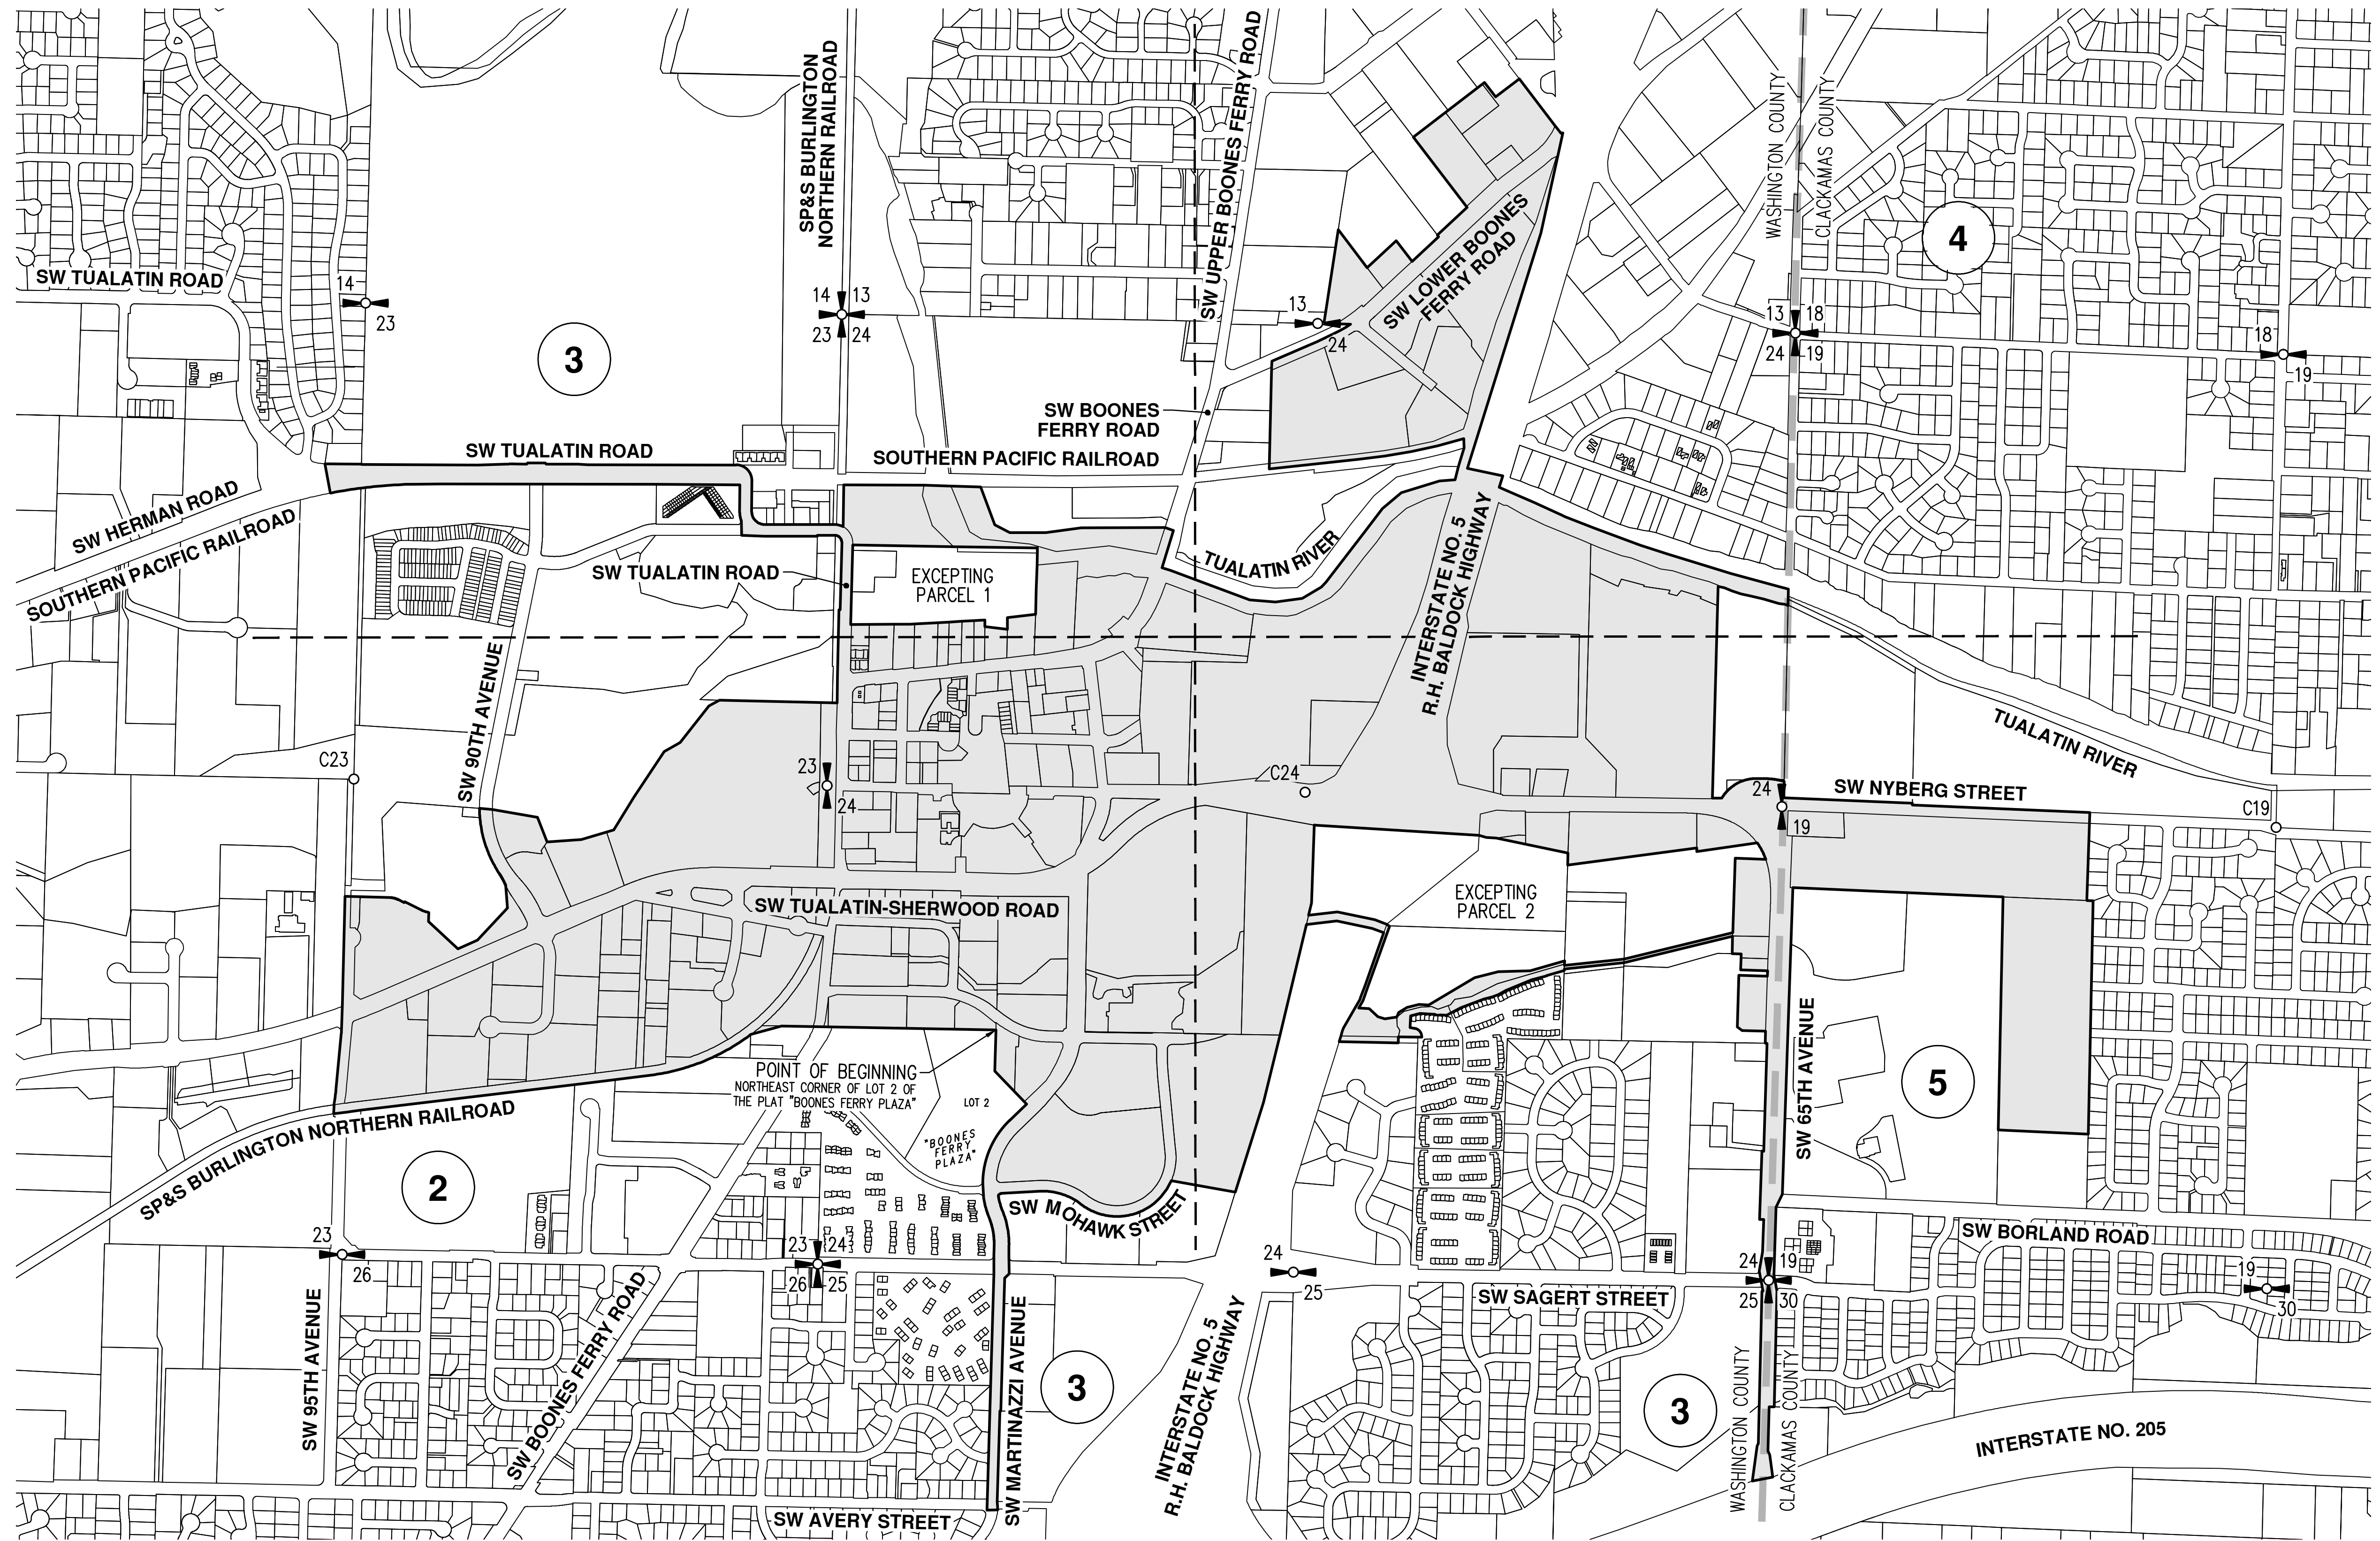 SP&S BURLINGTON
NORTHERN RAILROAD
SW UPPER BOONES FERRY ROAD
WASHINGTON COUNTY
CLACKAMAS COUNTY
4
SW TUALATIN ROAD
14
23
14
13
23
24
13
24
SW LOWER BOONES
FERRY ROAD
13
18
24
19
18
19
3
SW BOONES
FERRY ROAD
SW TUALATIN ROAD
SOUTHERN PACIFIC RAILROAD
SW HERMAN ROAD
SOUTHERN PACIFIC RAILROAD
SW TUALATIN ROAD
EXCEPTING
PARCEL 1
TUALATIN RIVER
INTERSTATE NO. 5
R.H. BALDOCK HIGHWAY
SW 90TH AVENUE
TUALATIN RIVER
C23
23
24
C24
24
19
SW NYBERG STREET
C19
SW TUALATIN-SHERWOOD ROAD
EXCEPTING
PARCEL 2
POINT OF BEGINNING
NORTHEAST CORNER OF LOT 2 OF
THE PLAT "BOONES FERRY PLAZA"
LOT 2
"BOONES
FERRY
PLAZA"
SW 65TH AVENUE
5
SP&S BURLINGTON NORTHERN RAILROAD
2
SW MOHAWK STREET
SW BORLAND ROAD
23
26
23
24
26
25
24
25
24
19
25
30
19
30
SW SAGERT STREET
SW 95TH AVENUE
SW BOONES FERRY ROAD
SW MARTINAZZI AVENUE
3
INTERSTATE NO. 5
R.H. BALDOCK HIGHWAY
3
WASHINGTON COUNTY
CLACKAMAS COUNTY
INTERSTATE NO. 205
SW AVERY STREET